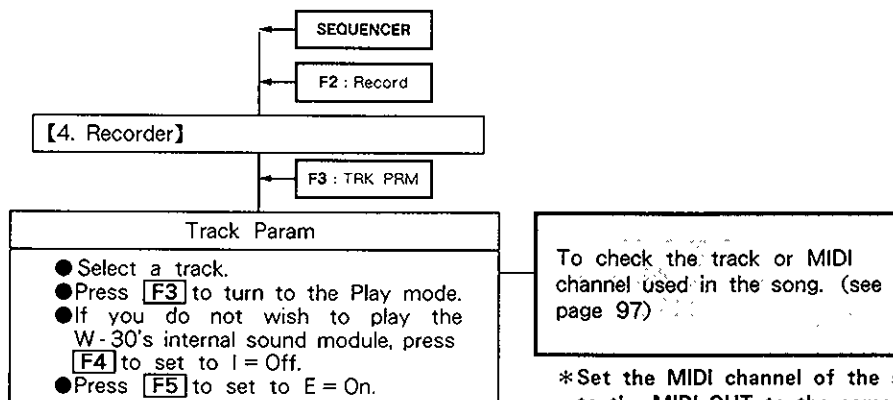 SEQUENCER
F2 : Record
【4. Recorder】
F3 : TRK PRM
Track Param
●Select a track.
●Press F3 to turn to the Play mode.
●If you do not wish to play the
W-30's internal sound module, press
F4 to set to I = Off.
●Press F5 to set to E = On.
To check the track or MIDI
channel used in the song. (see
page 97)
*Set the MIDI channel of the
to the MIDI OUT to the